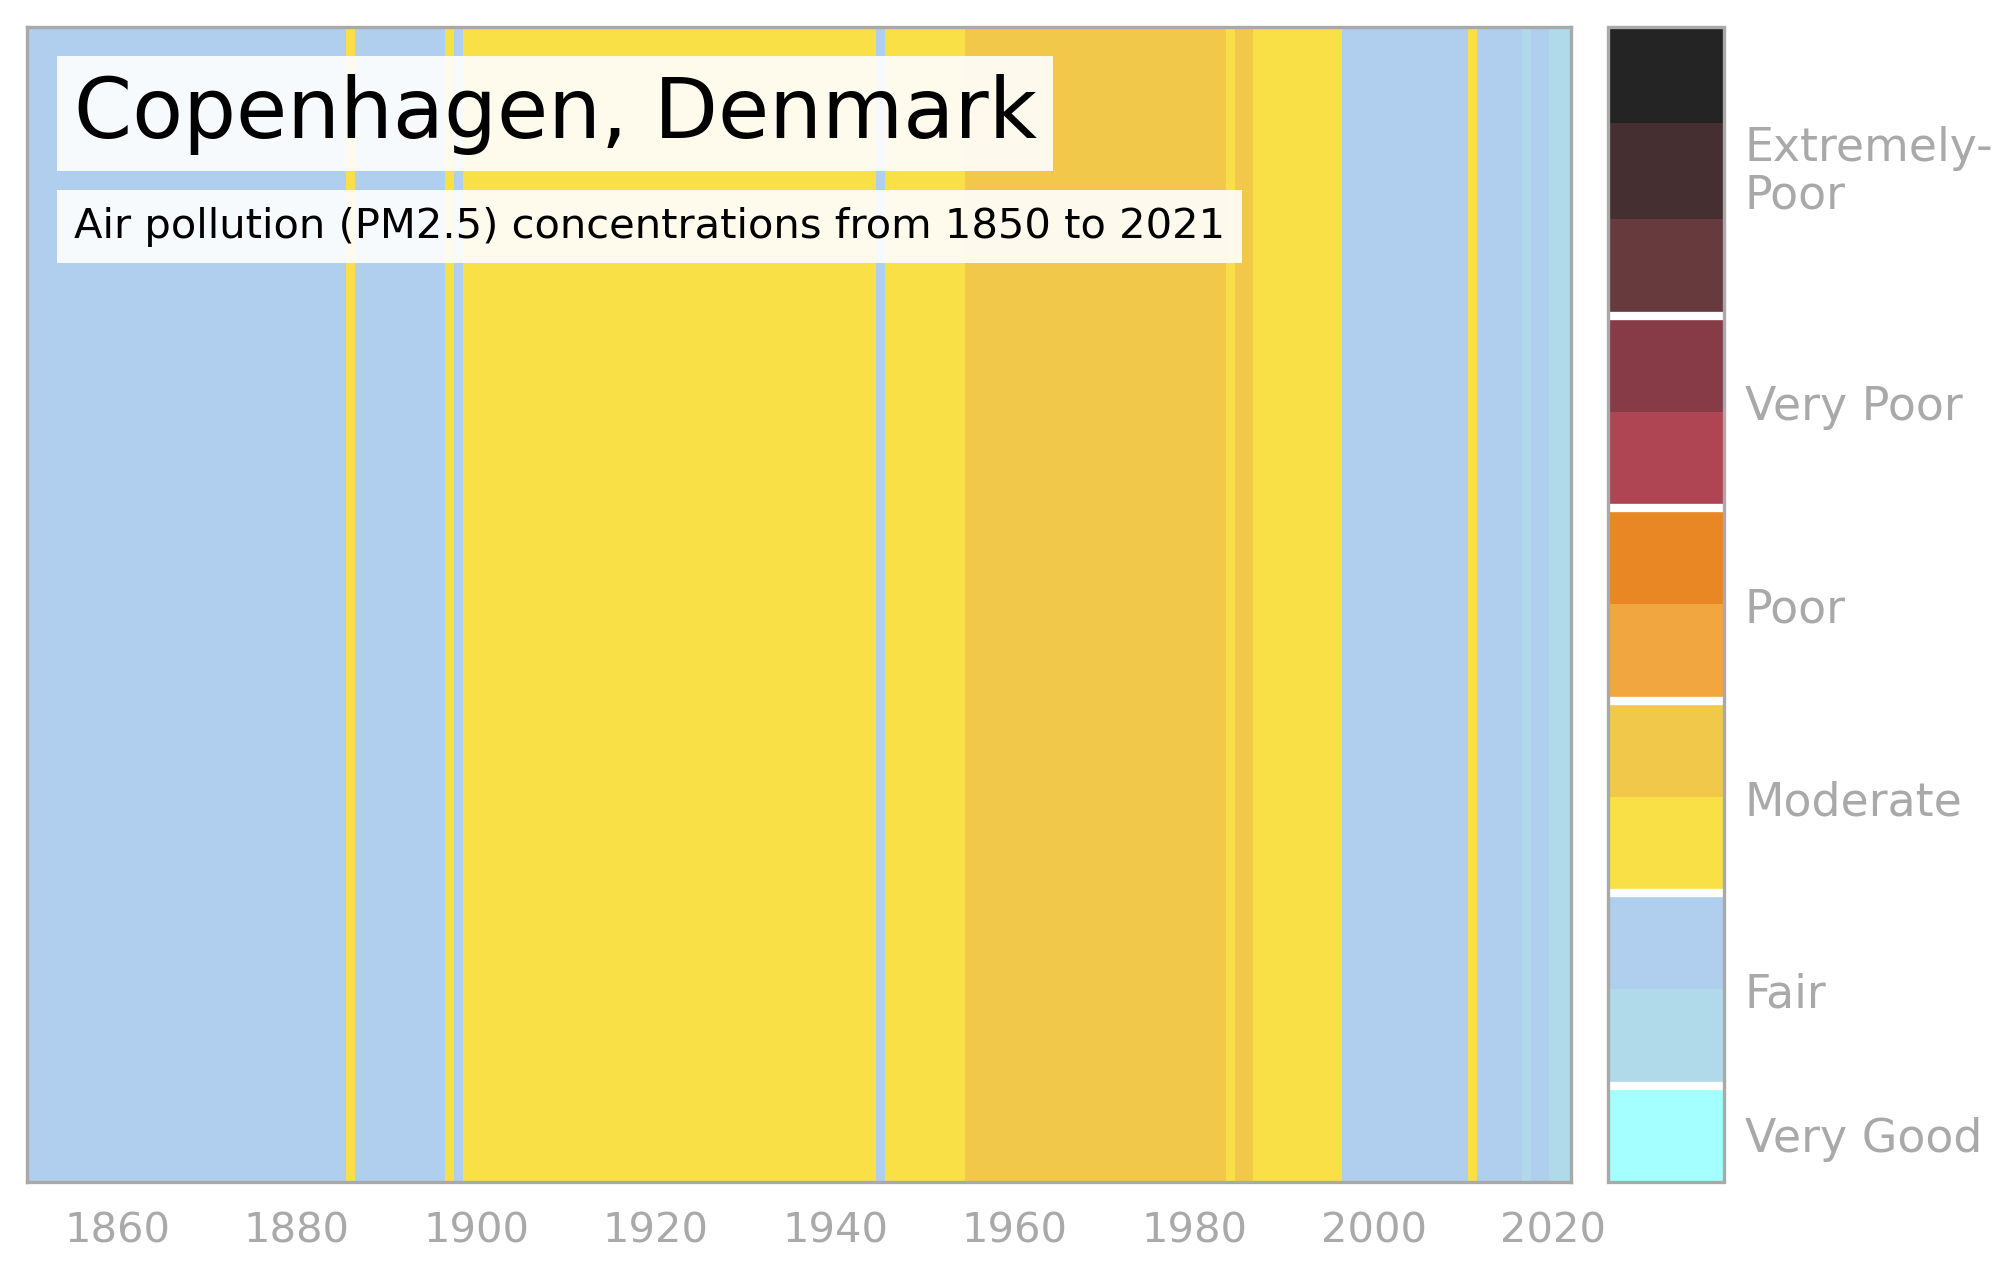 Copenhagen, Denmark
Air pollution (PM2.5) concentrations from 1850 to 2021
Extremely-
Poor
Very Poor
Poor
Moderate
Fair
Very Good
1860 1880 1900 1920 1940 1960 1980 2000 2020